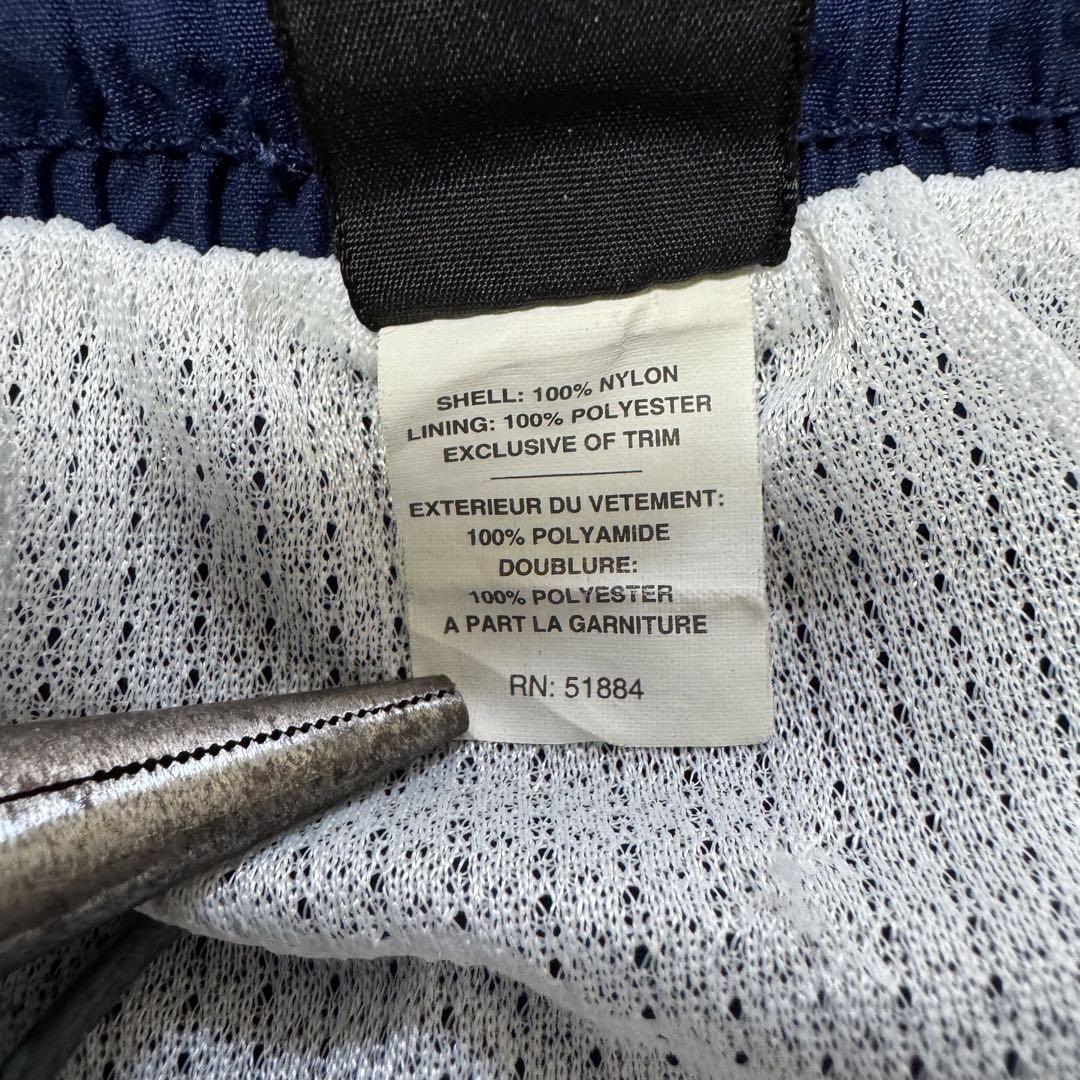 SHELL: 100% NYLON
LINING: 100% POLYESTER
EXCLUSIVE OF TRIM
EXTERIEUR DU VETEMENT:
100% POLYAMIDE
DOUBLURE:
100% POLYESTER
A PART LA GARNITURE
RN: 51884